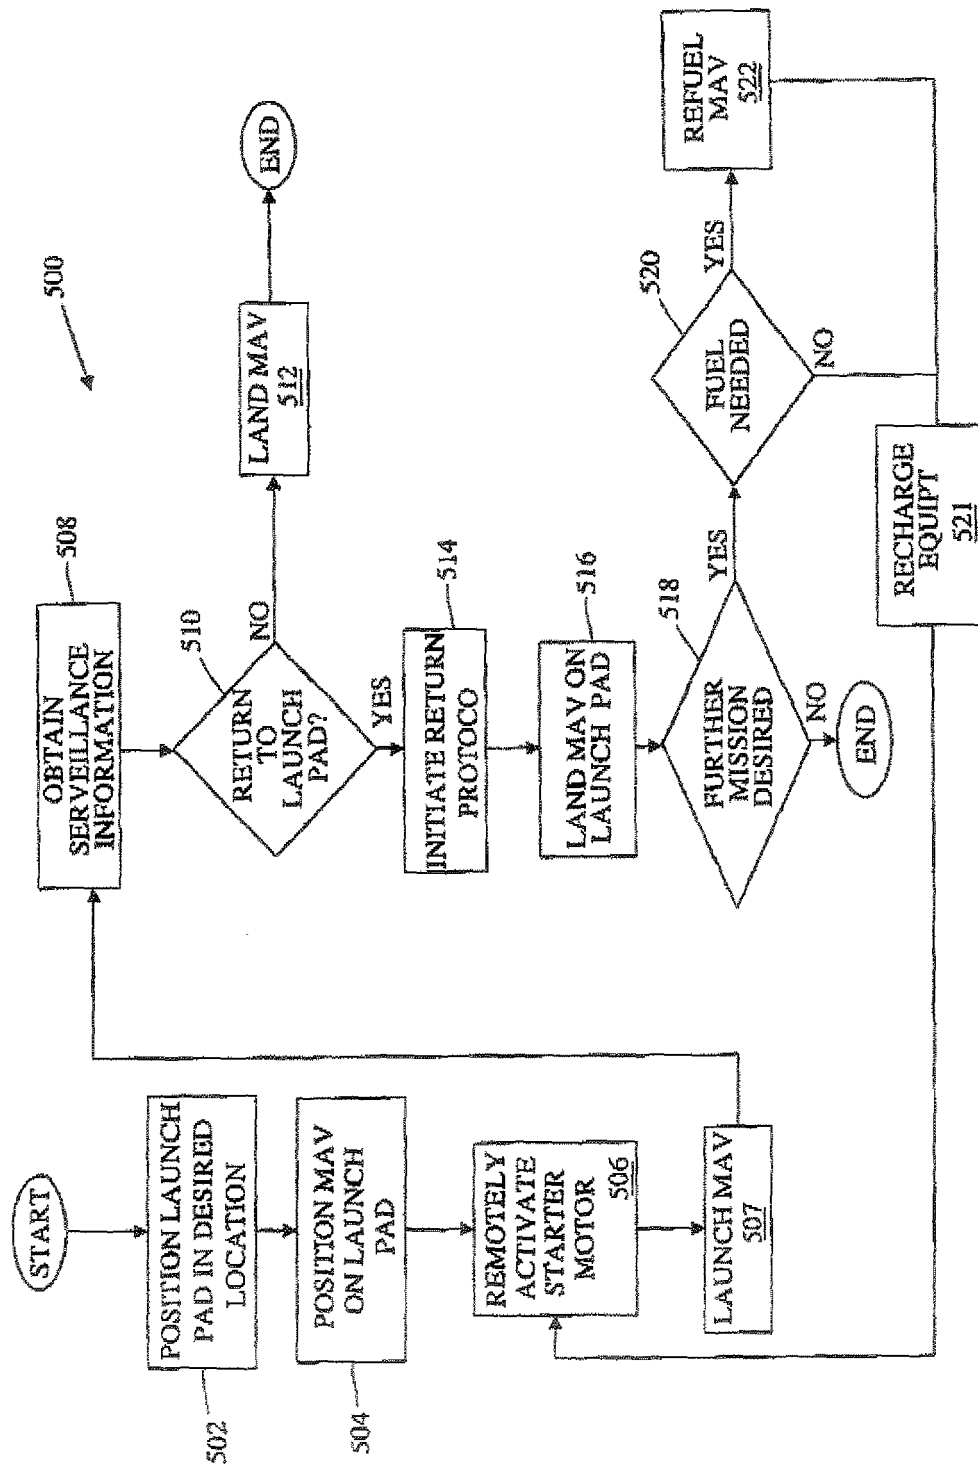 500
START
POSITION LAUNCH
PAD IN DESIRED
LOCATION
502
POSITION MAV
ON LAUNCH
PAD
504
REMOTELY
ACTIVATE
STARTER
MOTOR
506
LAUNCH MAV
507
OBTAIN
SERVEILLANCE
INFORMATION
508
RETURN
TO
LAUNCH
PAD?
510
NO
LAND MAV
512
END
YES
INITIATE RETURN
PROTOCO
514
LAND MAV ON
LAUNCH PAD
516
FURTHER
MISSION
DESIRED
518
NO
END
YES
FUEL
NEEDED
520
YES
REFUEL
MAV
522
NO
RECHARGE
EQUIPT
521